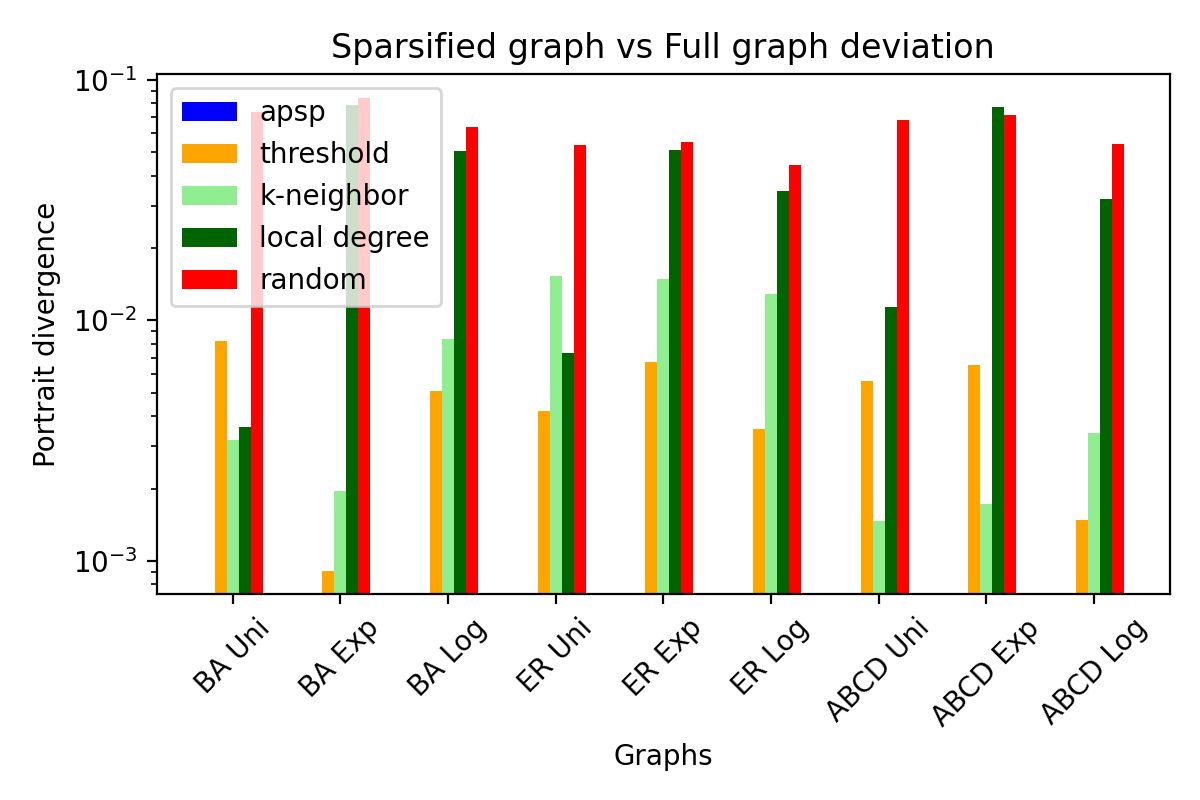 Sparsified graph vs Full graph deviation
10⁻¹
10⁻²
10⁻³
Portrait divergence
apsp
threshold
k-neighbor
local degree
random
BA Uni
BA Exp
BA Log
ER Uni
ER Exp
ER Log
ABCD Uni
ABCD Exp
ABCD Log
Graphs